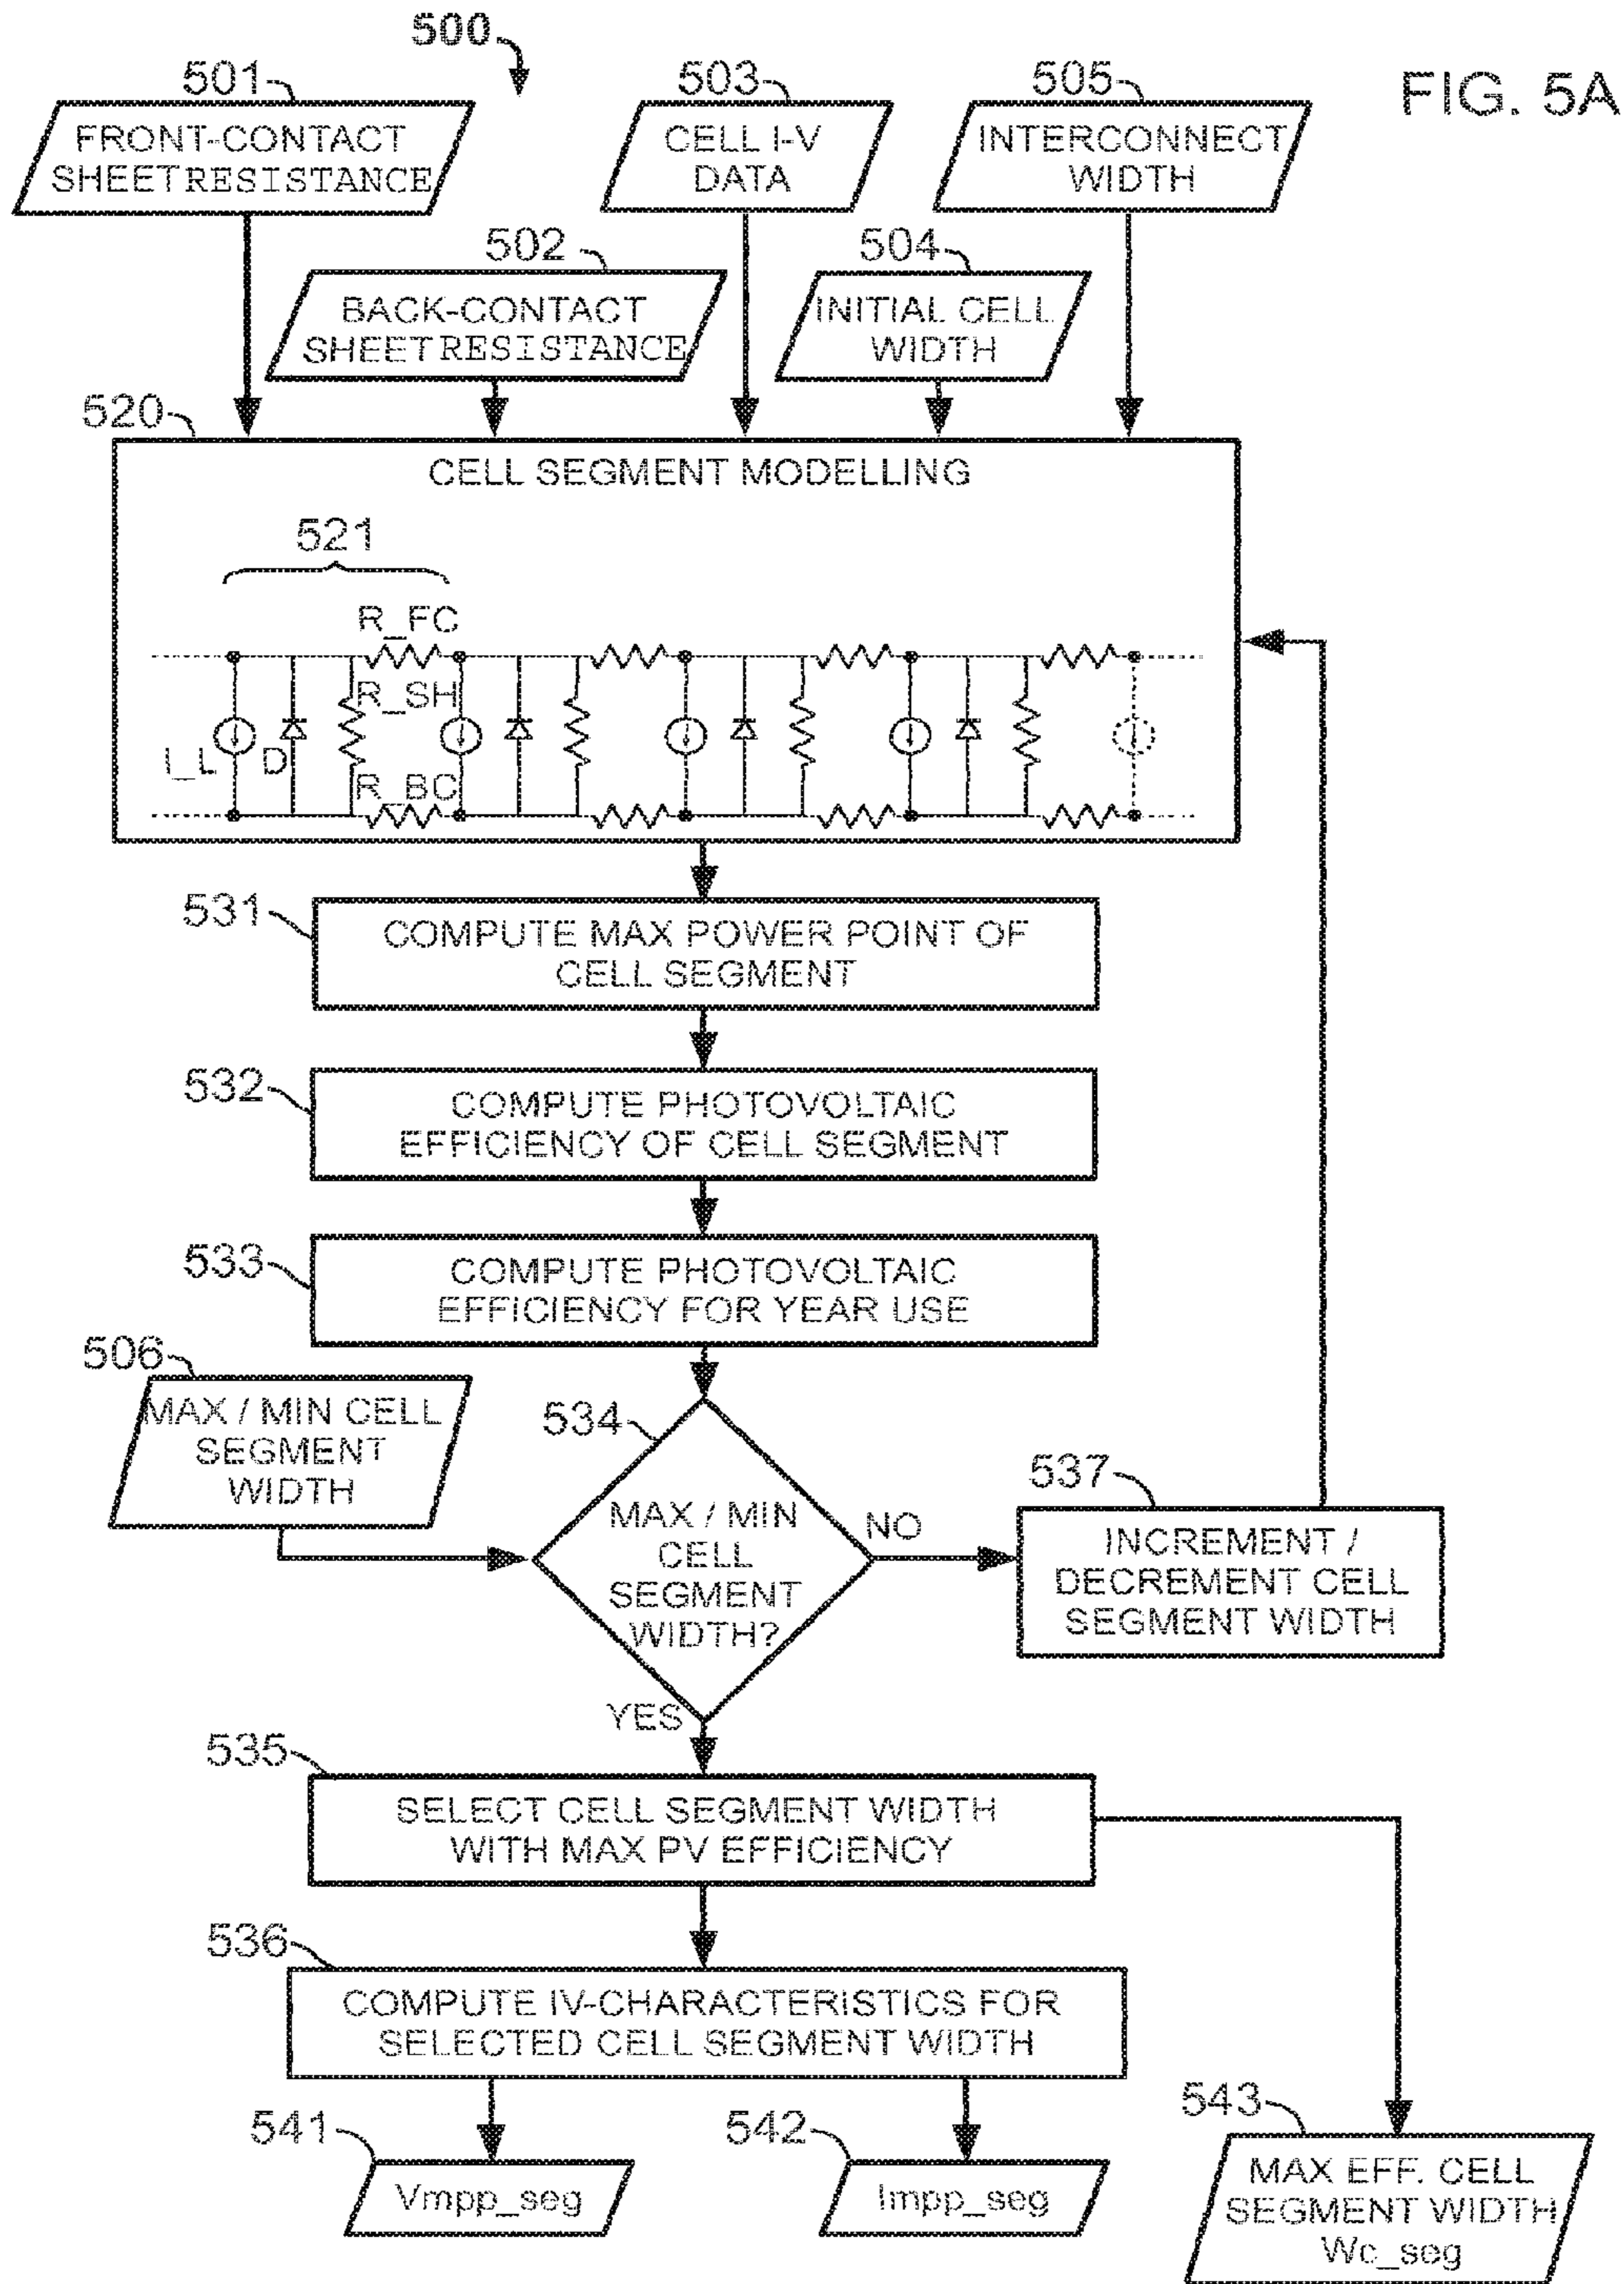 500
FIG. 5A
501
503
505
FRONT-CONTACT
SHEET RESISTANCE
CELL I-V
DATA
INTERCONNECT
WIDTH
502
504
BACK-CONTACT
SHEET RESISTANCE
INITIAL CELL
WIDTH
520
CELL SEGMENT MODELLING
521
R_FC
R_SH
I_L
D
R_BC
531
COMPUTE MAX POWER POINT OF
CELL SEGMENT
532
COMPUTE PHOTOVOLTAIC
EFFICIENCY OF CELL SEGMENT
533
COMPUTE PHOTOVOLTAIC
EFFICIENCY FOR YEAR USE
506
MAX / MIN CELL
SEGMENT
WIDTH
534
MAX / MIN
CELL
SEGMENT
WIDTH?
NO
537
INCREMENT /
DECREMENT CELL
SEGMENT WIDTH
YES
535
SELECT CELL SEGMENT WIDTH
WITH MAX PV EFFICIENCY
536
COMPUTE IV-CHARACTERISTICS FOR
SELECTED CELL SEGMENT WIDTH
541
Vmpp_seg
542
Impp_seg
543
MAX EFF. CELL
SEGMENT WIDTH
Wc_seg